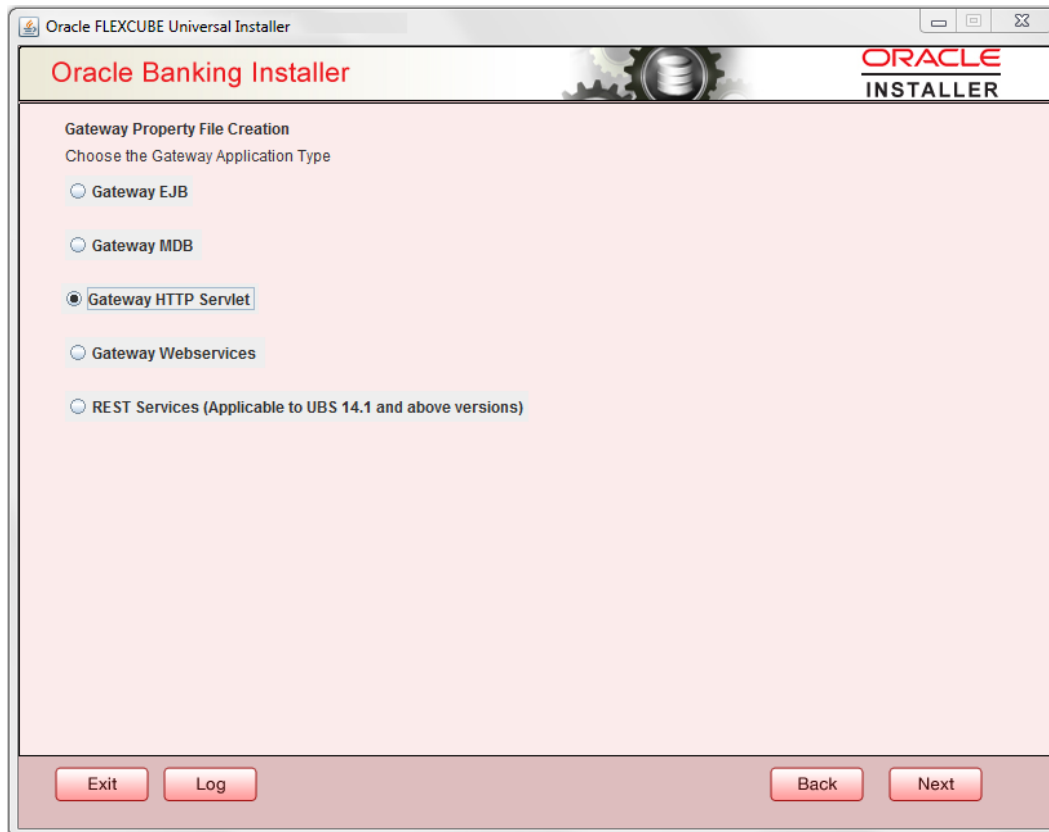 Oracle FLEXCUBE Universal Installer
Oracle Banking Installer
ORACLE
INSTALLER
Gateway Property File Creation
Choose the Gateway Application Type
Gateway EJB
Gateway MDB
Gateway HTTP Servlet
Gateway Webservices
REST Services (Applicable to UBS 14.1 and above versions)
Exit
Log
Back
Next